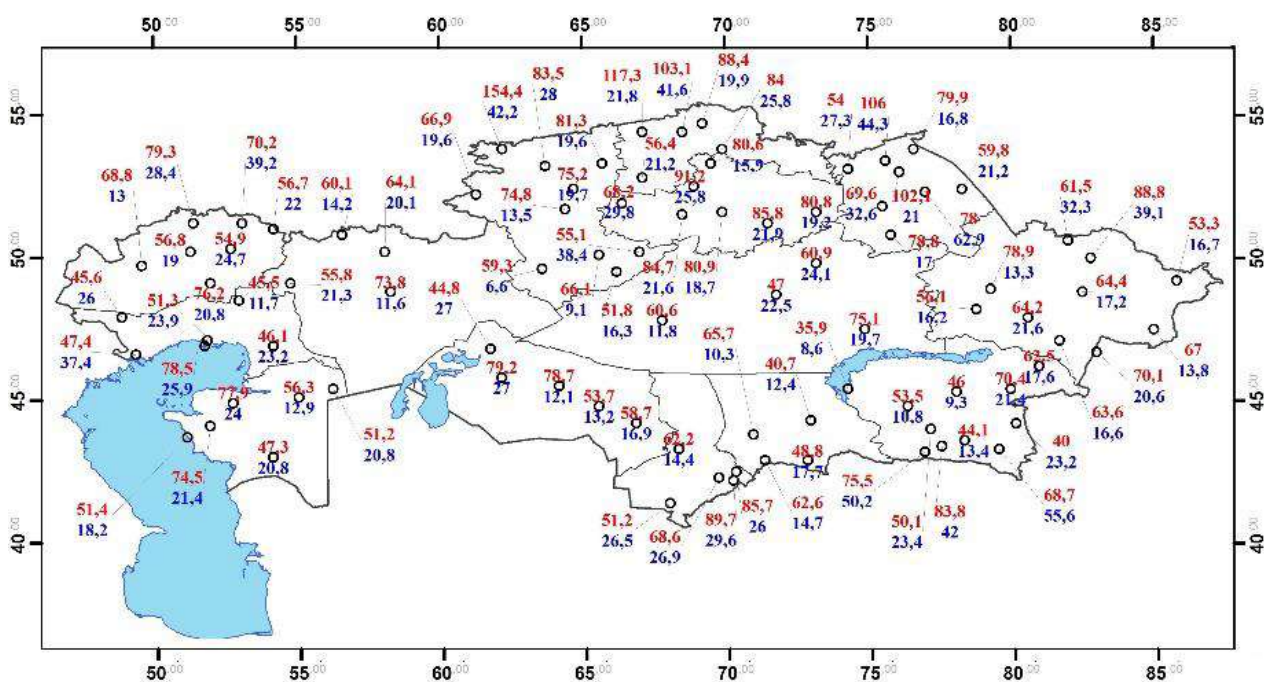 50.00 55.00 60.00 65.00 70.00 75.00 80.00 85.00
83,5 117,3 103,1 88,4 84
28 21,8 41,6 19,9 25,8
154,4 54 106 79,9
42,2 27,3 44,3 16,8
55.00 55.00
66,9 81,3 56,4 80,6 59,8
19,6 19,6 21,2 15,9 21,2
79,3 70,2
28,4 39,2
68,8 56,7 60,1 64,1 74,8 75,2 68,2 91,2 69,6 102,1 61,5 88,8
13 22 14,2 20,1 13,5 19,7 29,8 25,8 32,6 21 32,3 39,1
85,8 80,8 78
21,9 19,2 62,9
56,8 54,9 55,1 53,3
19 24,7 38,4 16,7
50.00 50.00
45,6 59,3 84,7 80,9 60,9 78,8 78,9
26 6,6 21,6 18,7 24,1 17 13,3
51,3 76,2 45,5 55,8 73,8 44,8 66,1 47 56,1 64,4
23,9 20,8 11,7 21,3 11,6 27 9,1 22,5 16,2 17,2
51,8 60,6 64,2
16,3 11,8 21,6
47,4 46,1 65,7 35,9 75,1
37,4 23,2 10,3 8,6 19,7
78,5 79,2 78,7 40,7 70,4 67
25,9 27 12,1 12,4 17,6 21,4 13,8
77,9 56,3 53,7 53,5 46 70,1
24 12,9 13,2 10,8 9,3 20,6
45.00 45.00
58,7 63,6
16,9 16,6
47,3 51,2 62,2 48,8 44,1 40
20,8 20,8 14,4 17,7 13,4 23,2
74,5 75,5
21,4 50,2
51,4 51,2 68,6 89,7 85,7 62,6 50,1 83,8 68,7
18,2 26,5 26,9 29,6 26 14,7 23,4 42 55,6
40.00 40.00
50.00 55.00 60.00 65.00 70.00 75.00 80.00 85.00